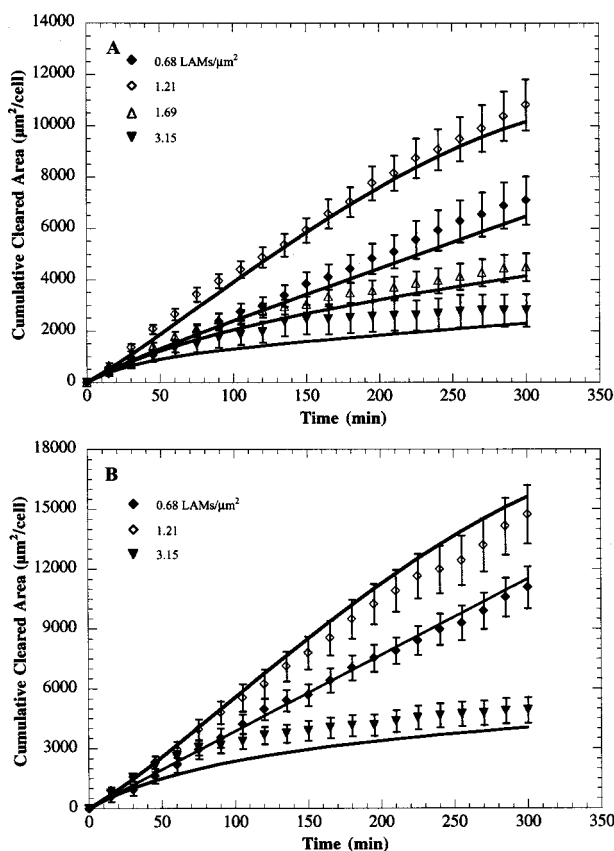 A
14000
12000
10000
8000
6000
4000
2000
0
Cumulative Cleared Area (µm²/cell)
0.68 LAMs/µm²
1.21
1.69
3.15
0 50 100 150 200 250 300 350
Time (min)
B
18000
15000
12000
9000
6000
3000
0
Cumulative Cleared Area (µm²/cell)
0.68 LAMs/µm²
1.21
3.15
0 50 100 150 200 250 300 350
Time (min)